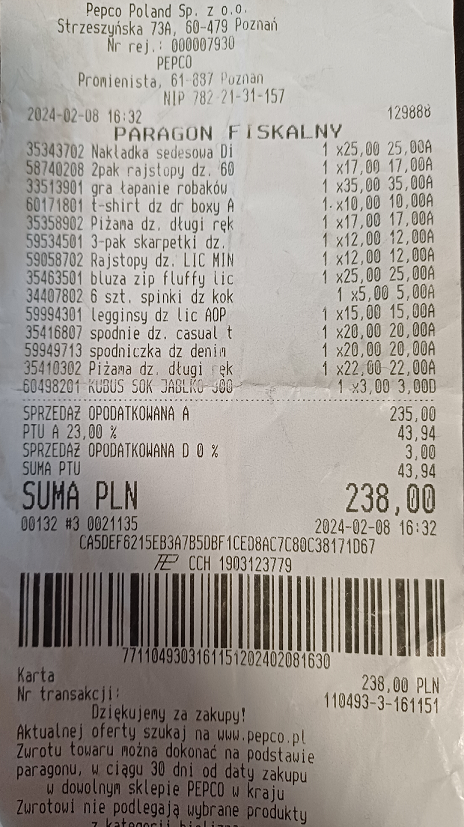 Pepco Poland Sp. z o.o.
Strzeszyńska 73A, 60-479 Poznań
Nr rej.: 000007930
PEPCO
Promienista, 61-887 Poznan
NIP 782-21-31-157
2024-02-08 16:32 129888
PARAGON FISKALNY
35343702 Nakładka sedesowa Di 1 x25,00 25,00A
58740208 2pak rajstopy dz. 60 1 x17,00 17,00A
33513901 gra łapanie robaków 1 x35,00 35,00A
60171801 t-shirt dz dr boxy A 1 x10,00 10,00A
35358902 Piżama dz. długi ręk 1 x17,00 17,00A
59534501 3-pak skarpetki dz. 1 x12,00 12,00A
59058702 Rajstopy dz. LIC MIN 1 x12,00 12,00A
35463501 bluza zip fluffy lic 1 x25,00 25,00A
34407802 6 szt. spinki dz kok 1 x5,00 5,00A
59994301 legginsy dz lic AOP 1 x15,00 15,00A
35416807 spodnie dz. casual t 1 x20,00 20,00A
59949713 spodniczka dz denim 1 x20,00 20,00A
35410302 Piżama dz. długi ręk 1 x22,00 22,00A
60498201 KUBUS SOK JABŁKO 300 1 x3,00 3,00D
SPRZEDAŻ OPODATKOWANA A 235,00
PTU A 23,00 % 43,94
SPRZEDAŻ OPODATKOWANA D 0 % 3,00
SUMA PTU 43,94
SUMA PLN 238,00
00132 #3 0021135 2024-02-08 16:32
CA5DEF6215EB3A7B5DBF1CED8AC7C80C38171D67
CCH 1903123779
7711049303161151202402081630
Karta 238,00 PLN
Nr transakcji: 110493-3-161151
Dziękujemy za zakupy!
Aktualnej oferty szukaj na www.pepco.pl
Zwrotu towaru można dokonać na podstawie
paragonu, w ciągu 30 dni od daty zakupu
w dowolnym sklepie PEPCO w kraju
Zwrotowi nie podlegają wybrane produkty
z kategorii